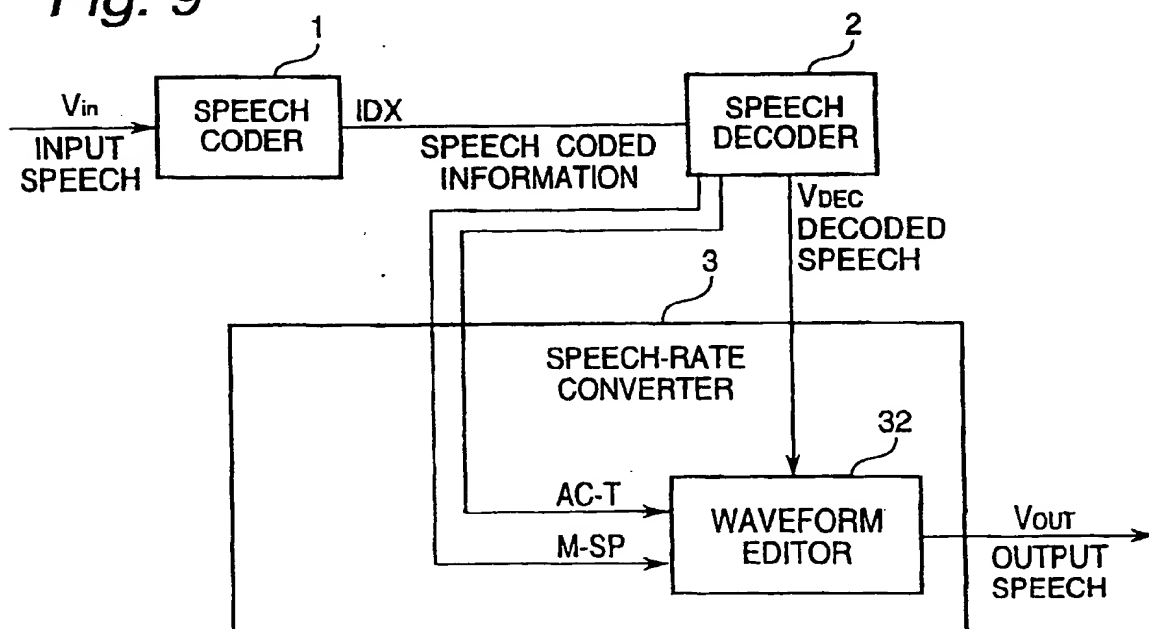 Fig. 9
1
2
Vin
INPUT
SPEECH
SPEECH
CODER
IDX
SPEECH CODED
INFORMATION
SPEECH
DECODER
VDEC
DECODED
SPEECH
3
SPEECH-RATE
CONVERTER
32
AC-T
M-SP
WAVEFORM
EDITOR
VOUT
OUTPUT
SPEECH